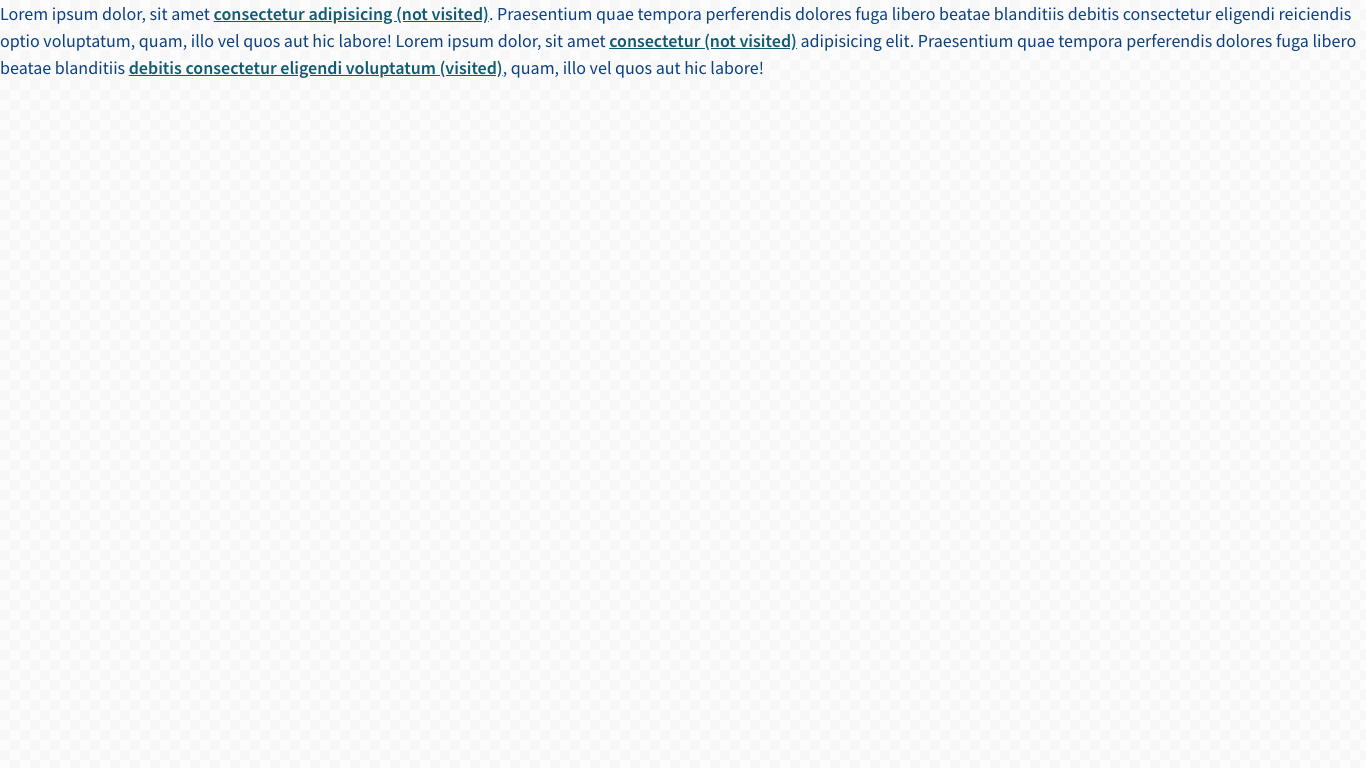 Lorem ipsum dolor, sit amet consectetur adipisicing (not visited). Praesentium quae tempora perferendis dolores fuga libero beatae blanditiis debitis consectetur eligendi reiciendis
optio voluptatum, quam, illo vel quos aut hic labore! Lorem ipsum dolor, sit amet consectetur (not visited) adipisicing elit. Praesentium quae tempora perferendis dolores fuga libero
beatae blanditiis debitis consectetur eligendi voluptatum (visited), quam, illo vel quos aut hic labore!